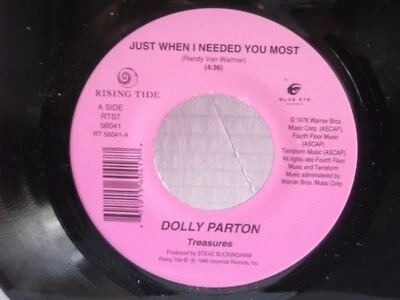 JUST WHEN I NEEDED YOU MOST
(Randy Van Warmer)
(4:36)
RISING TIDE
BLUE EYE
A SIDE
RTS7
56041
RT 56041-A
℗ 1978 Warner Bros.
Music Corp. (ASCAP)
Fourth Floor Music
(ASCAP)
Terraform Music (ASCAP)
All rights obo Fourth Floor
Music and Terraform
Music administered by
Warner Bros. Music Corp.
DOLLY PARTON
Treasures
Produced by STEVE BUCKINGHAM
Rising Tide ℗ © 1996 Universal Records, Inc.